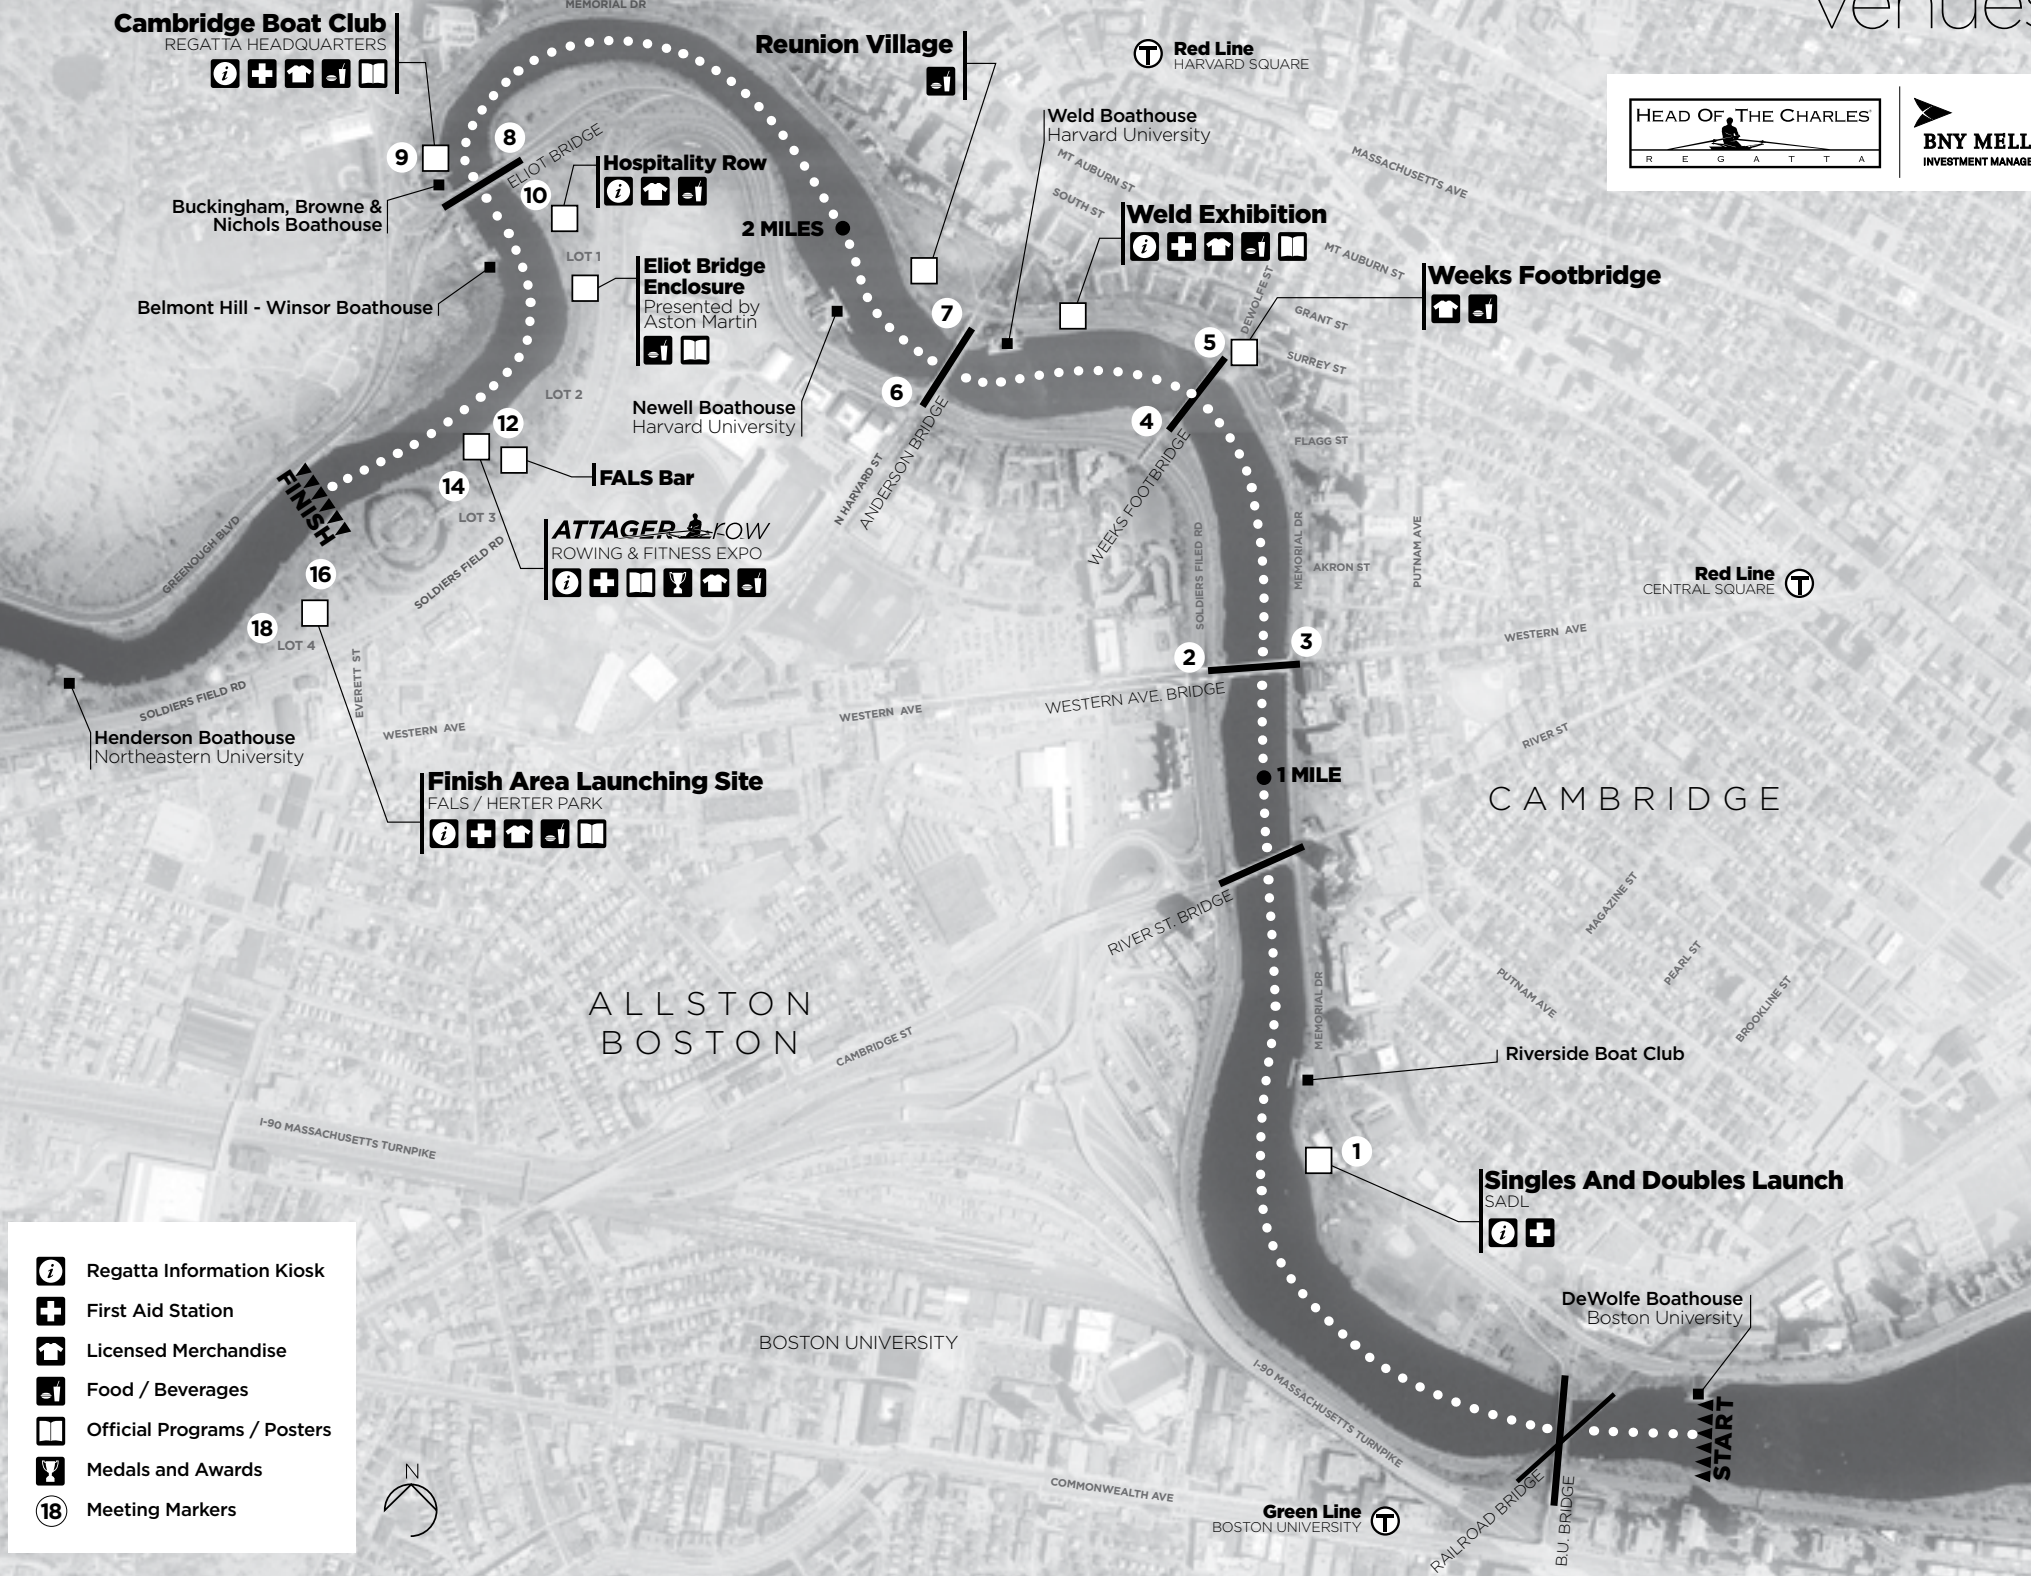 venues
MEMORIAL DR
Cambridge Boat Club
REGATTA HEADQUARTERS
i
Reunion Village
T
Red Line
HARVARD SQUARE
HEAD OF THE CHARLES
REGATTA
BNY MELL
INVESTMENT MANAGE
Weld Boathouse
Harvard University
MT AUBURN ST
SOUTH ST
MASSACHUSETTS AVE
8
9
ELIOT BRIDGE
10
Hospitality Row
i
Buckingham, Browne &
Nichols Boathouse
2 MILES
Weld Exhibition
i
MT AUBURN ST
DEWOLFE ST
Weeks Footbridge
GRANT ST
SURREY ST
LOT 1
Eliot Bridge
Enclosure
Presented by
Aston Martin
Belmont Hill - Winsor Boathouse
7
5
6
4
LOT 2
Newell Boathouse
Harvard University
N HARVARD ST
ANDERSON BRIDGE
WEEKS FOOTBRIDGE
FLAGG ST
12
FALS Bar
14
FINISH
LOT 3
GREENOUGH BLVD
SOLDIERS FIELD RD
ATTAGER row
ROWING & FITNESS EXPO
i
SOLDIERS FILED RD
MEMORIAL DR
AKRON ST
PUTNAM AVE
Red Line
CENTRAL SQUARE
T
16
18
LOT 4
2
3
WESTERN AVE
WESTERN AVE. BRIDGE
EVERETT ST
SOLDIERS FIELD RD
WESTERN AVE
WESTERN AVE
RIVER ST
Henderson Boathouse
Northeastern University
Finish Area Launching Site
FALS / HERTER PARK
i
1 MILE
CAMBRIDGE
RIVER ST. BRIDGE
MAGAZINE ST
PEARL ST
PUTNAM AVE
BROOKLINE ST
MEMORIAL DR
ALLSTON
BOSTON
CAMBRIDGE ST
Riverside Boat Club
I-90 MASSACHUSETTS TURNPIKE
1
Singles And Doubles Launch
SADL
i
i Regatta Information Kiosk
First Aid Station
Licensed Merchandise
Food / Beverages
Official Programs / Posters
Medals and Awards
18 Meeting Markers
N
BOSTON UNIVERSITY
DeWolfe Boathouse
Boston University
I-90 MASSACHUSETTS TURNPIKE
START
COMMONWEALTH AVE
Green Line
BOSTON UNIVERSITY
T
RAILROAD BRIDGE
B.U. BRIDGE